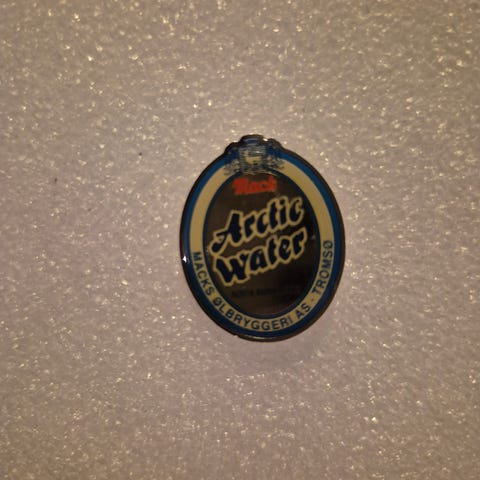 Mack
Arctic
Water
MACKS ØLBRYGGERI AS - TROMSØ